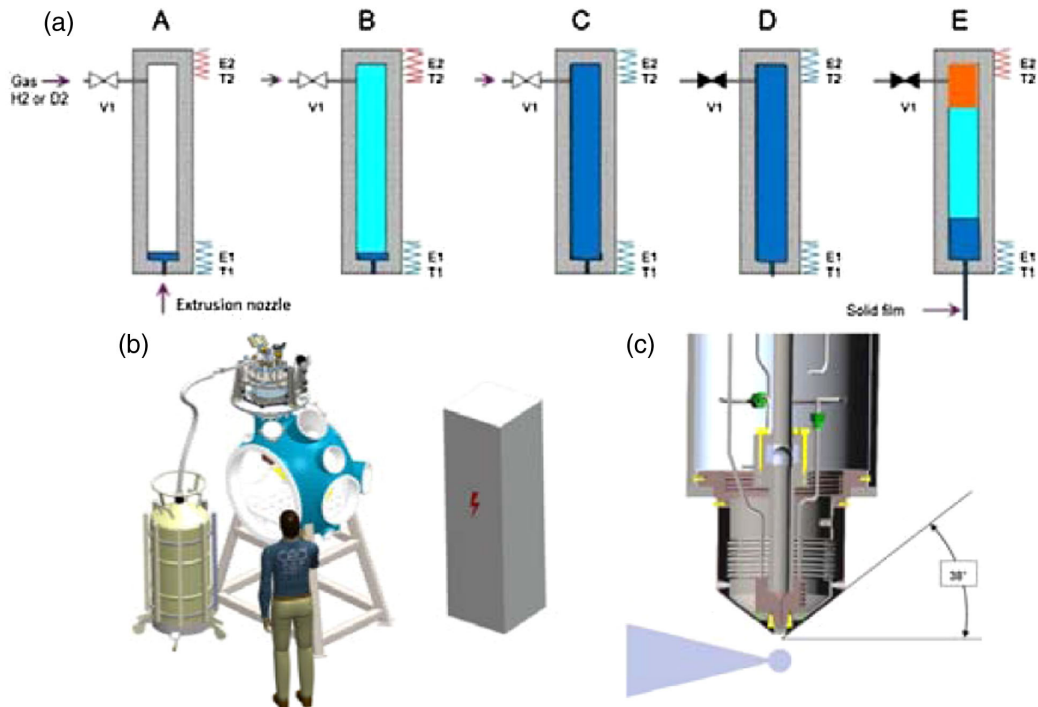 (a)
A
B
C
D
E
Gas
H2 or D2
V1
E2
T2
E1
T1
V1
E2
T2
E1
T1
V1
E2
T2
E1
T1
V1
E2
T2
E1
T1
V1
E2
T2
E1
T1
Extrusion nozzle
Solid film
(b)
(c)
38°